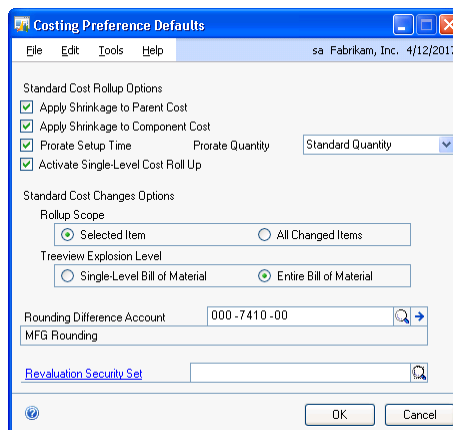 Costing Preference Defaults
File Edit Tools Help sa Fabrikam, Inc. 4/12/2017
Standard Cost Rollup Options
Apply Shrinkage to Parent Cost
Apply Shrinkage to Component Cost
Prorate Setup Time Prorate Quantity Standard Quantity
Activate Single-Level Cost Roll Up
Standard Cost Changes Options
Rollup Scope
Selected Item All Changed Items
Treeview Explosion Level
Single-Level Bill of Material Entire Bill of Material
Rounding Difference Account 000 -7410 -00
MFG Rounding
Revaluation Security Set
OK Cancel